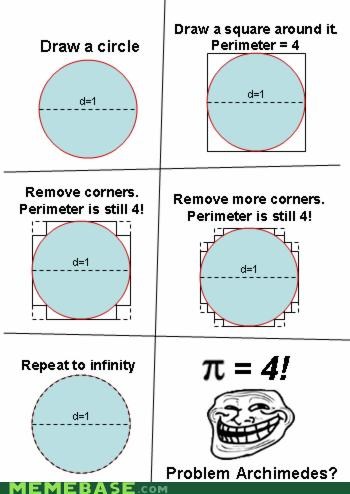 Draw a circle
d=1
Draw a square around it.
Perimeter = 4
d=1
Remove corners.
Perimeter is still 4!
d=1
Remove more corners.
Perimeter is still 4!
d=1
Repeat to infinity
d=1
π = 4!
Problem Archimedes?
MEMEBASE.COM